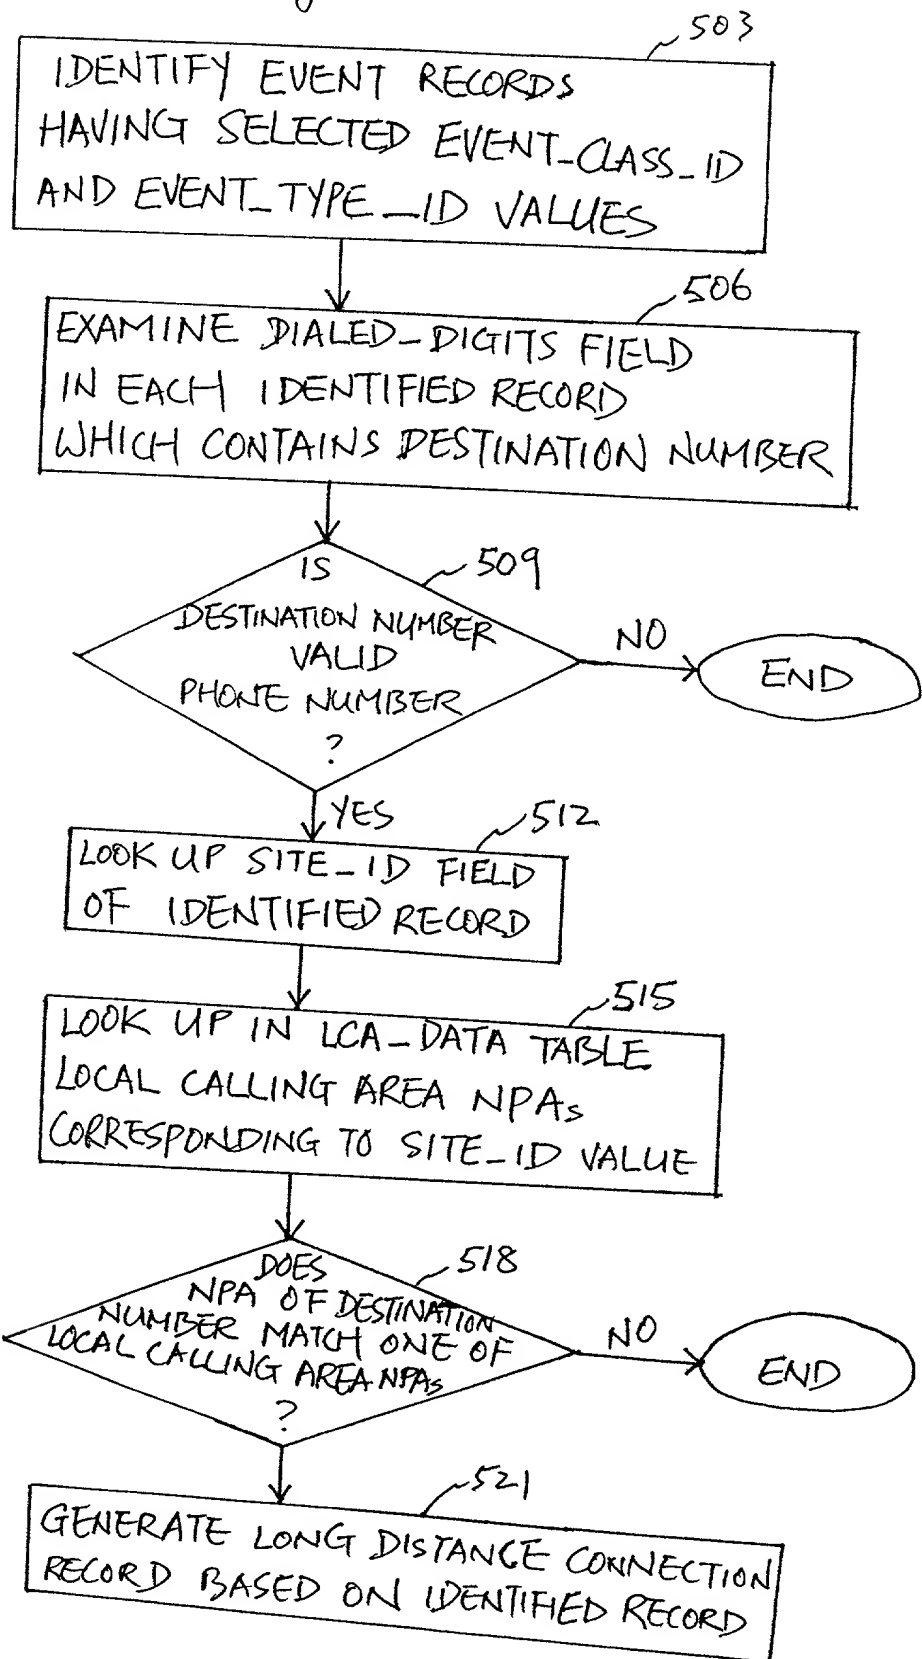 503
IDENTIFY EVENT RECORDS
HAVING SELECTED EVENT_CLASS_ID
AND EVENT_TYPE_ID VALUES
506
EXAMINE DIALED_DIGITS FIELD
IN EACH IDENTIFIED RECORD
WHICH CONTAINS DESTINATION NUMBER
509
IS
DESTINATION NUMBER
VALID
PHONE NUMBER
?
NO
END
YES
512
LOOK UP SITE_ID FIELD
OF IDENTIFIED RECORD
515
LOOK UP IN LCA_DATA TABLE
LOCAL CALLING AREA NPAs
CORRESPONDING TO SITE_ID VALUE
518
DOES
NPA OF DESTINATION
NUMBER MATCH ONE OF
LOCAL CALLING AREA NPAs
?
NO
END
521
GENERATE LONG DISTANCE CONNECTION
RECORD BASED ON IDENTIFIED RECORD